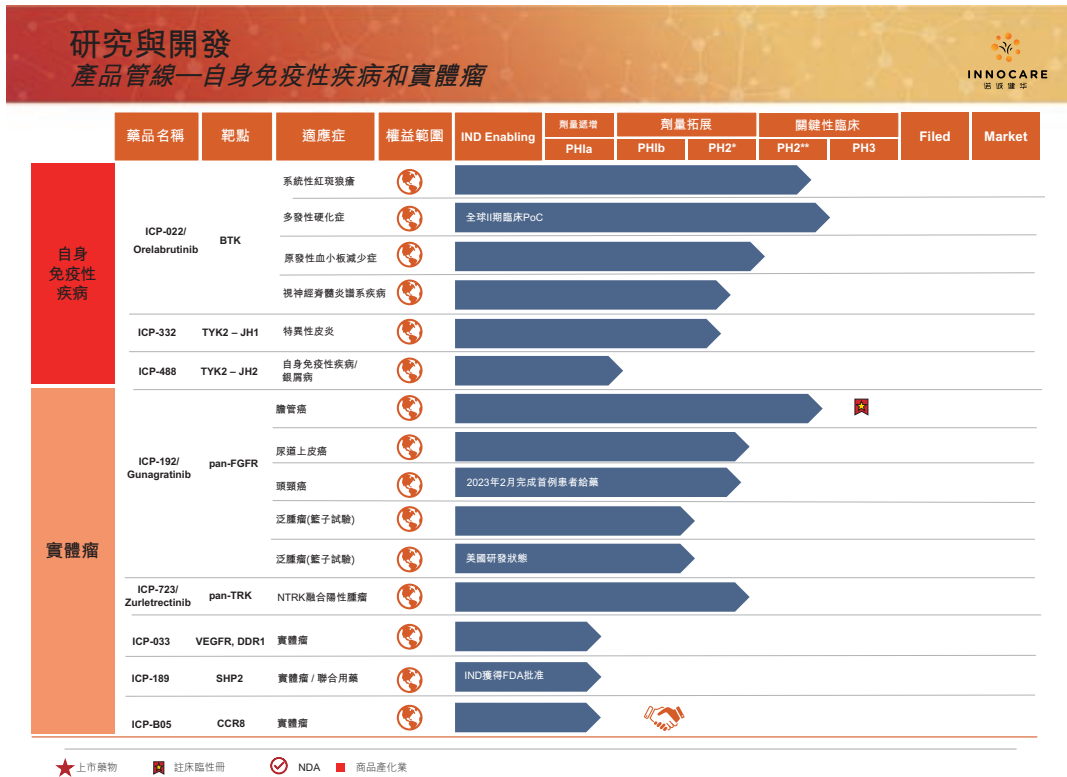 研究與開發
產品管線—自身免疫性疾病和實體瘤
INNOCARE
诺诚健华
藥品名稱 靶點 適應症 權益範圍 IND Enabling 劑量遞增 劑量拓展 關鍵性臨床 Filed Market
PHIa PHIb PH2* PH2** PH3
自身
免疫性
疾病
ICP-022/
Orelabrutinib
BTK
系統性紅斑狼瘡
多發性硬化症 全球II期臨床PoC
原發性血小板減少症
視神經脊髓炎譜系疾病
ICP-332 TYK2 – JH1 特異性皮炎
ICP-488 TYK2 – JH2 自身免疫性疾病/
銀屑病
實體瘤
ICP-192/
Gunagratinib
pan-FGFR
膽管癌
尿道上皮癌
頭頸癌 2023年2月完成首例患者給藥
泛腫瘤(籃子試驗)
泛腫瘤(籃子試驗) 美國研發狀態
ICP-723/
Zurletrectinib
pan-TRK NTRK融合陽性腫瘤
ICP-033 VEGFR, DDR1 實體瘤
ICP-189 SHP2 實體瘤 / 聯合用藥 IND獲得FDA批准
ICP-B05 CCR8 實體瘤
上市藥物 註床臨性冊 NDA 商品產化業